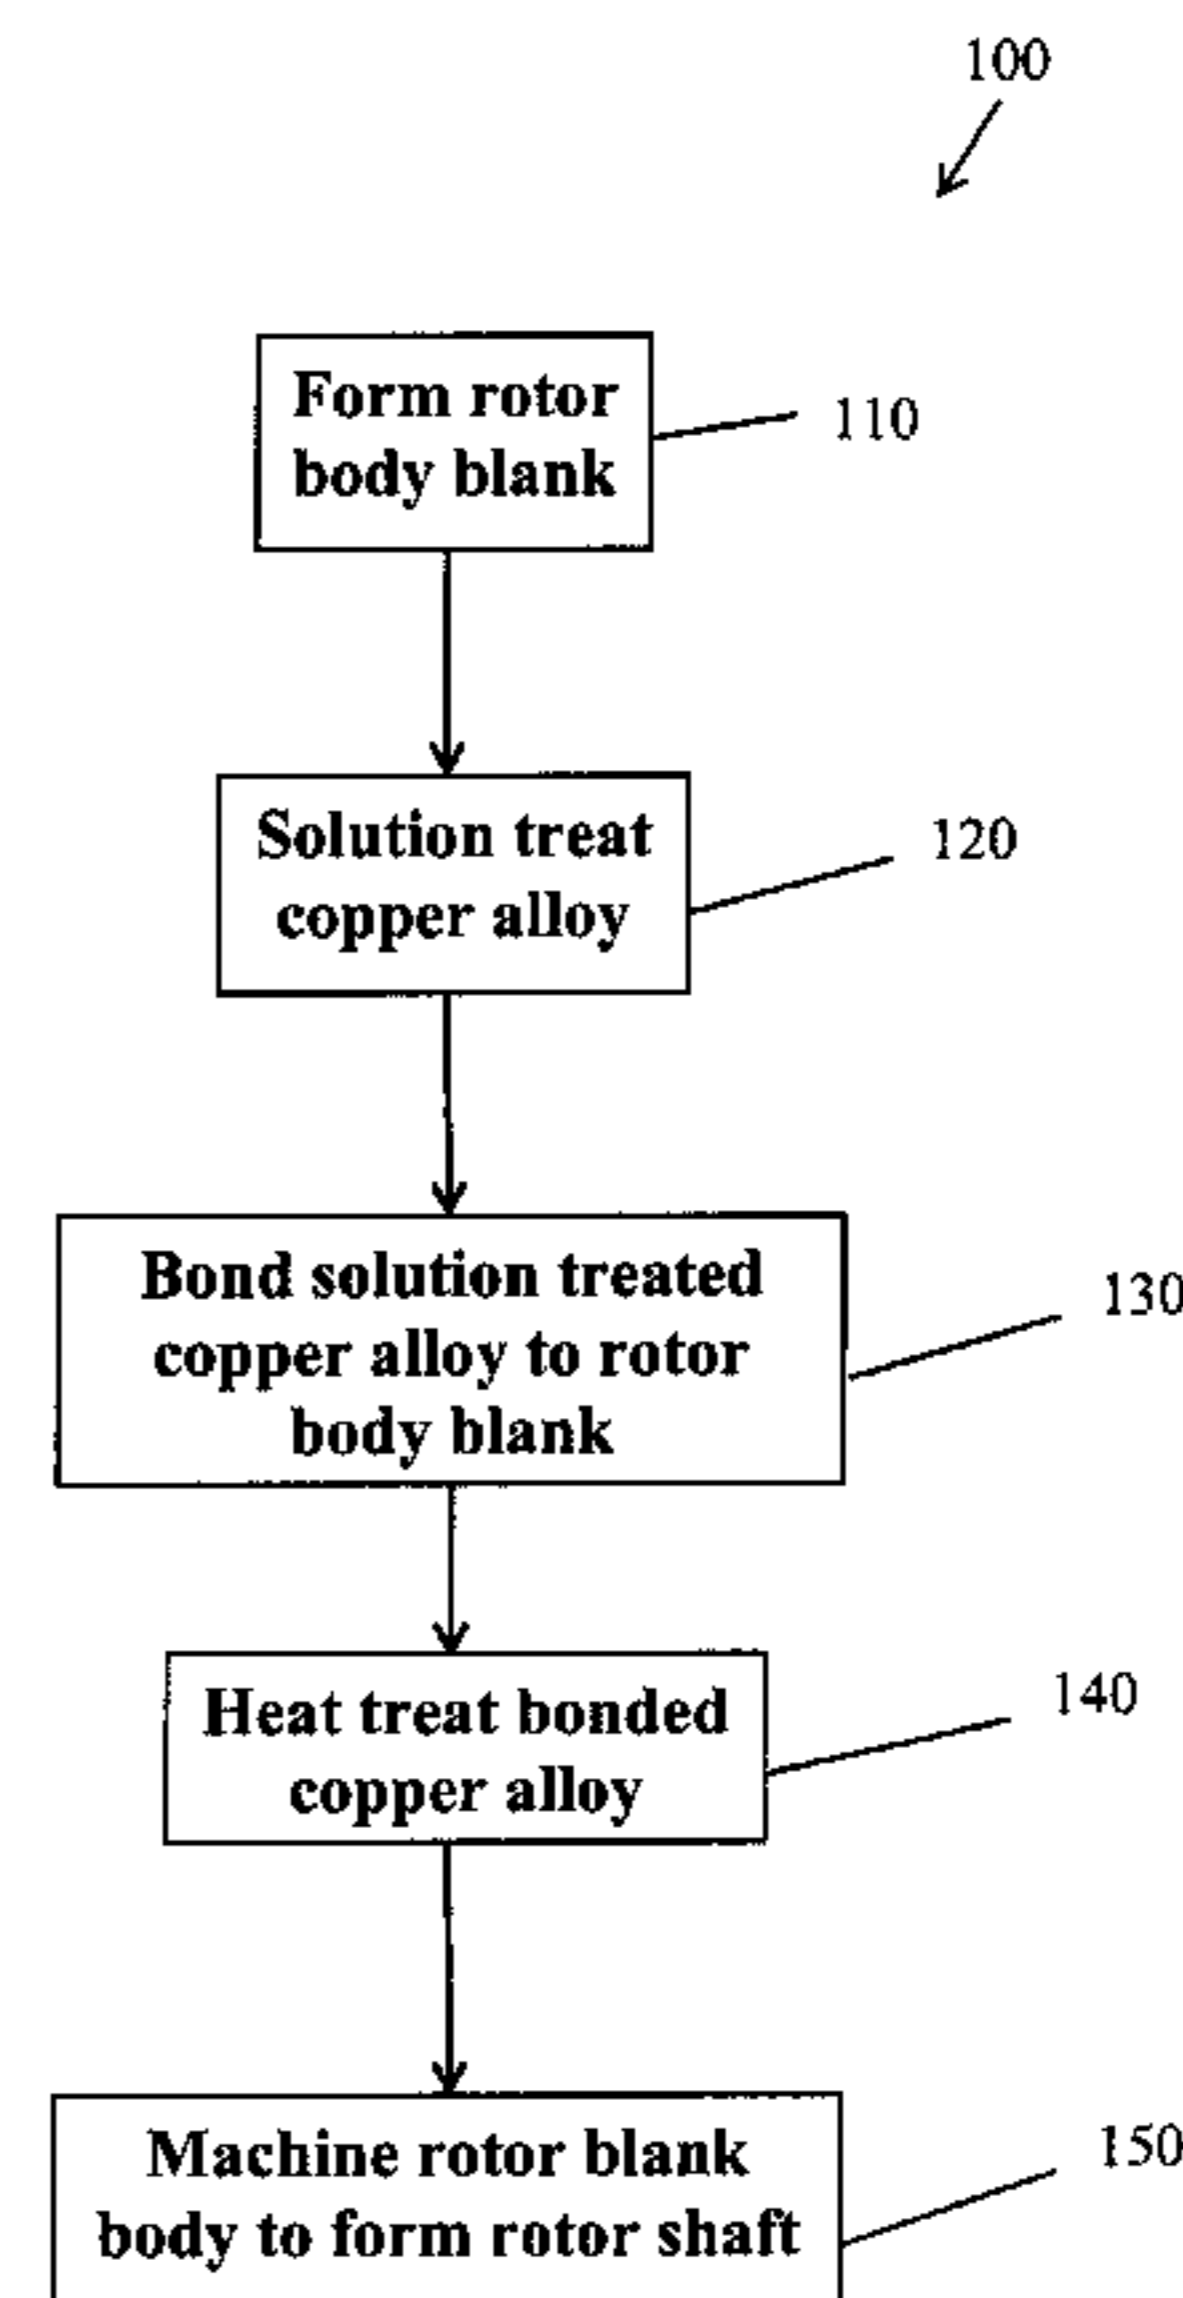 100
Form rotor
body blank
110
Solution treat
copper alloy
120
Bond solution treated
copper alloy to rotor
body blank
130
Heat treat bonded
copper alloy
140
Machine rotor blank
body to form rotor shaft
150